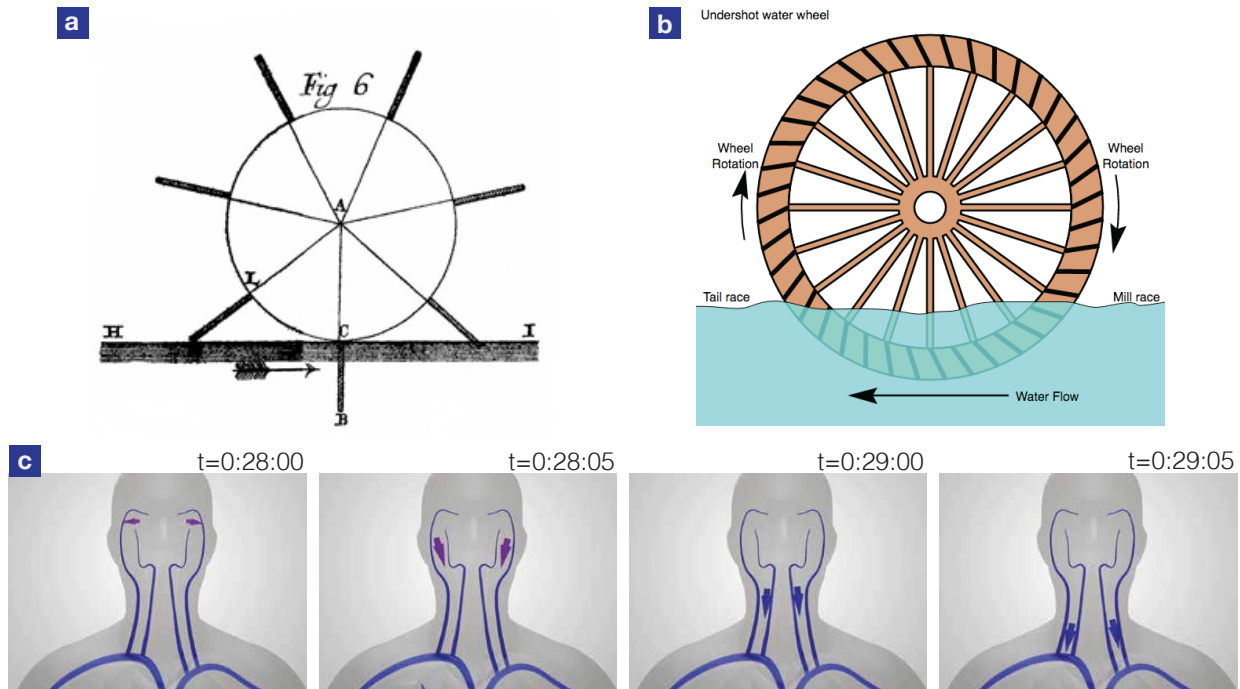 a
Fig 6
A
L
H
C
I
B
b
Undershot water wheel
Wheel
Rotation
Wheel
Rotation
Tail race
Mill race
Water Flow
c
t=0:28:00
t=0:28:05
t=0:29:00
t=0:29:05